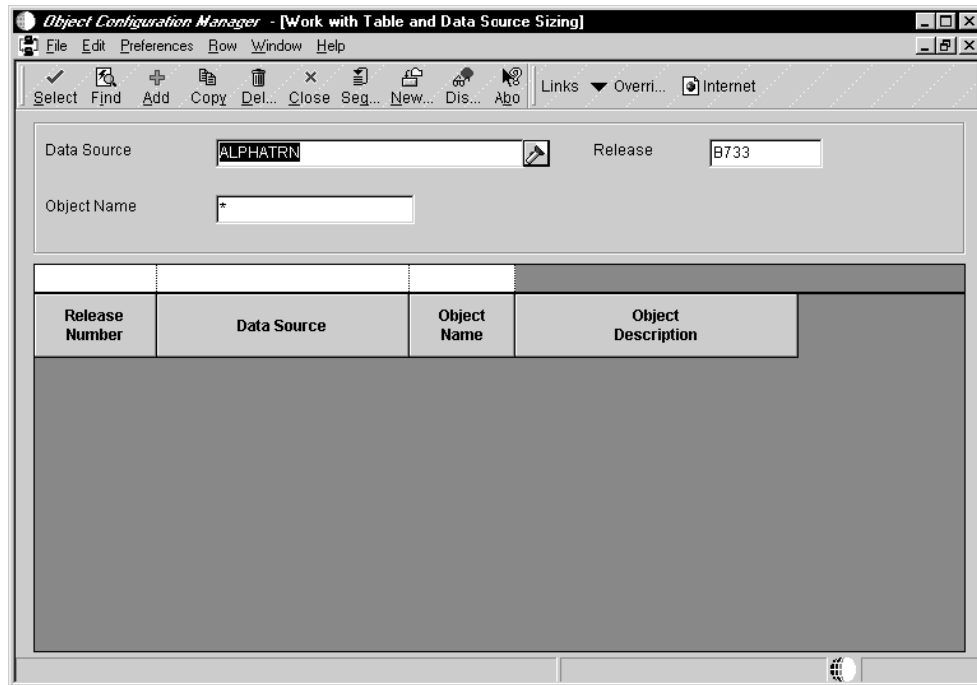 Object Configuration Manager - [Work with Table and Data Source Sizing]
File Edit Preferences Row Window Help
Select Find Add Copy Del... Close Seq... New... Dis... Abo Links Overri... Internet
Data Source ALPHATRN Release B733
Object Name *
Release Number Data Source Object Name Object Description